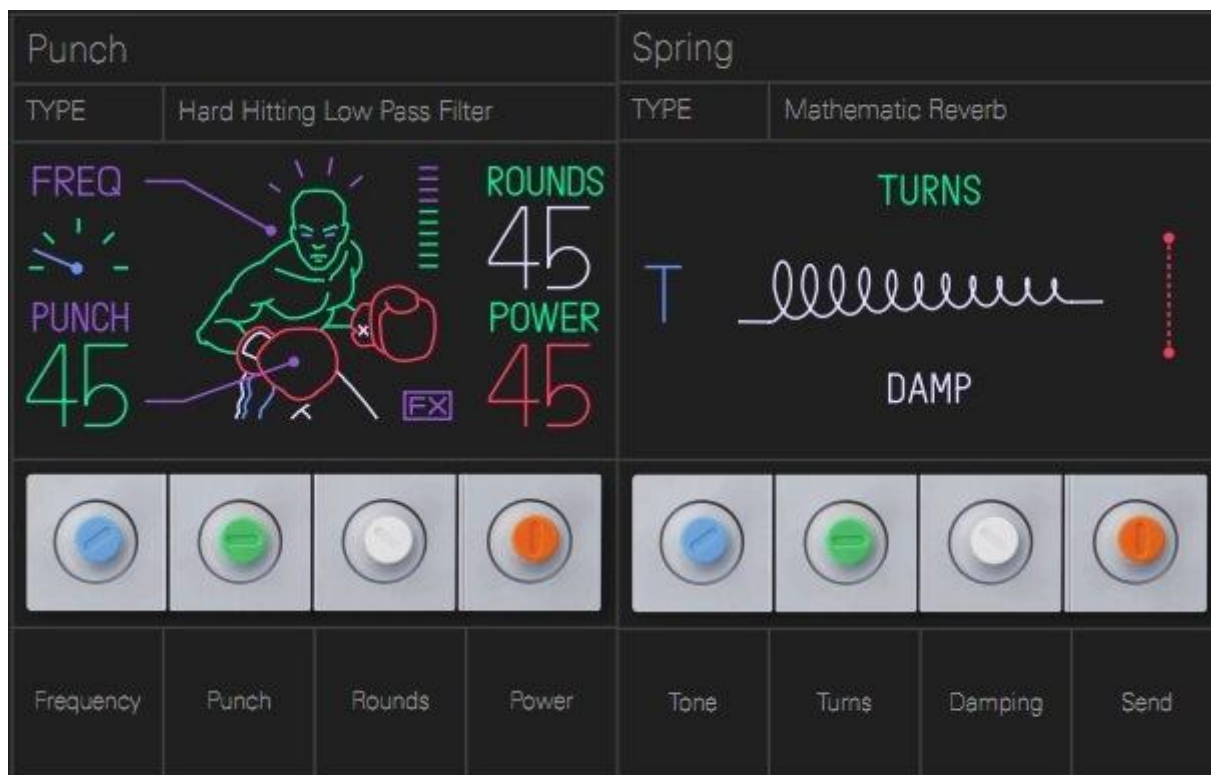 Punch
TYPE
Hard Hitting Low Pass Filter
FREQ
PUNCH
45
ROUNDS
45
POWER
45
FX
Frequency
Punch
Rounds
Power
Spring
TYPE
Mathematic Reverb
TURNS
T
DAMP
Tone
Turns
Damping
Send